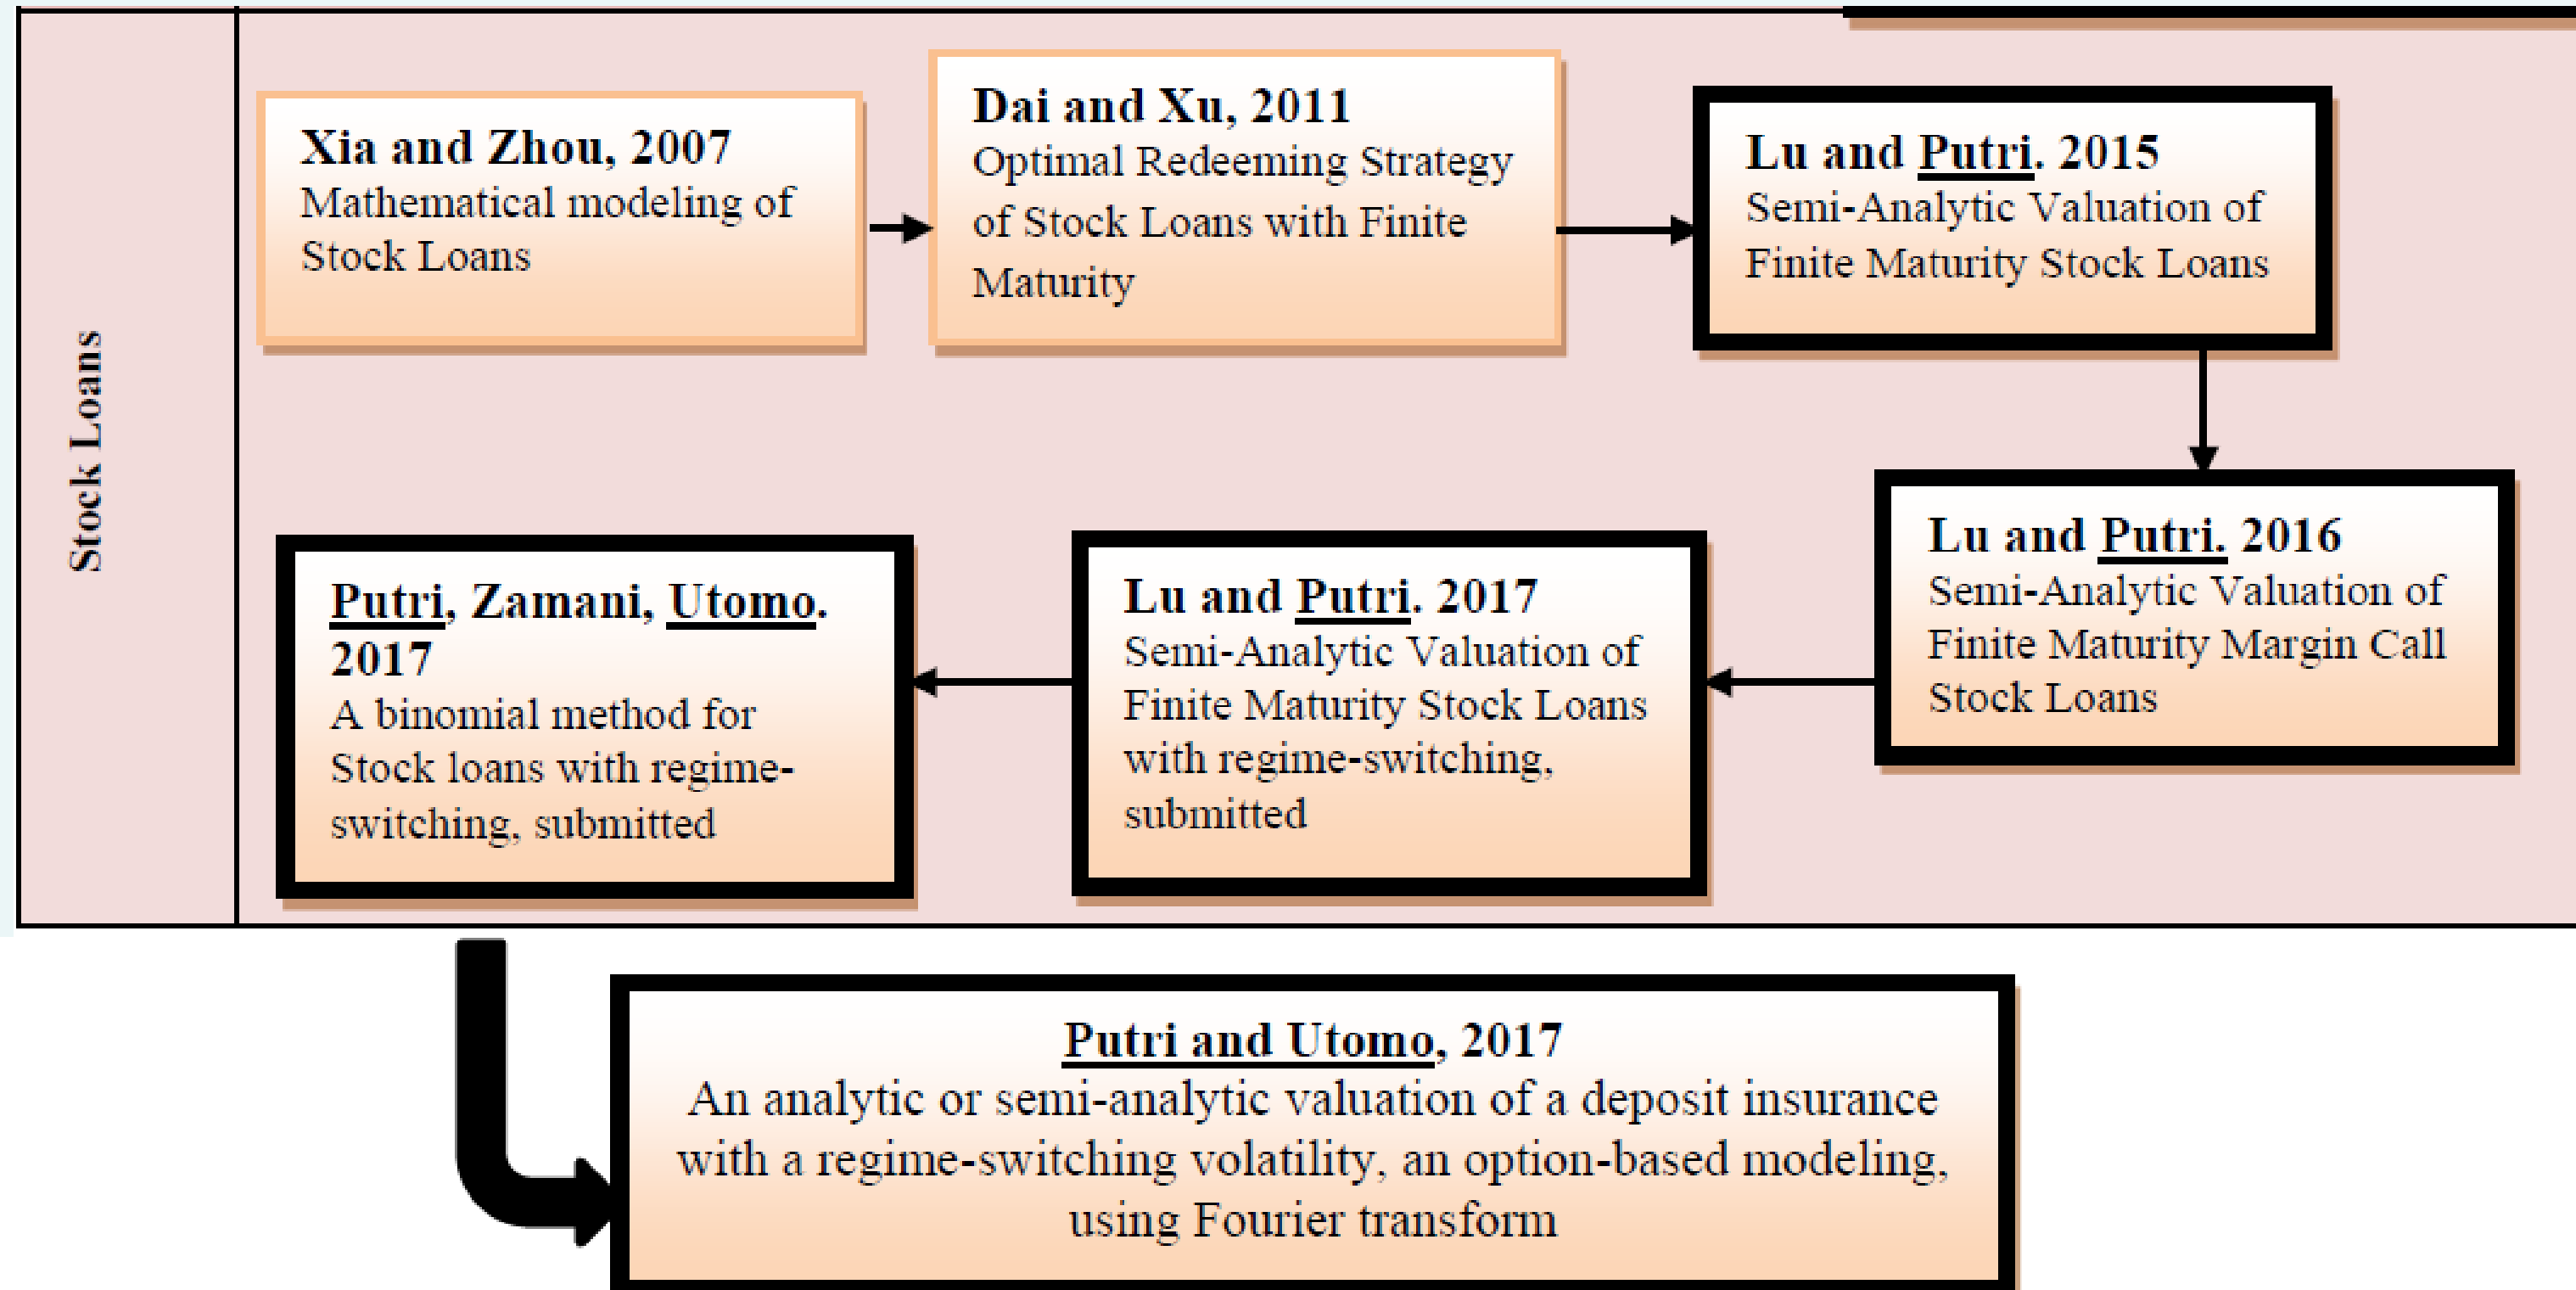 Stock Loans
Xia and Zhou, 2007
Mathematical modeling of
Stock Loans
Dai and Xu, 2011
Optimal Redeeming Strategy
of Stock Loans with Finite
Maturity
Lu and Putri. 2015
Semi-Analytic Valuation of
Finite Maturity Stock Loans
Lu and Putri. 2016
Semi-Analytic Valuation of
Finite Maturity Margin Call
Stock Loans
Lu and Putri. 2017
Semi-Analytic Valuation of
Finite Maturity Stock Loans
with regime-switching,
submitted
Putri, Zamani, Utomo.
2017
A binomial method for
Stock loans with regime-
switching, submitted
Putri and Utomo, 2017
An analytic or semi-analytic valuation of a deposit insurance
with a regime-switching volatility, an option-based modeling,
using Fourier transform